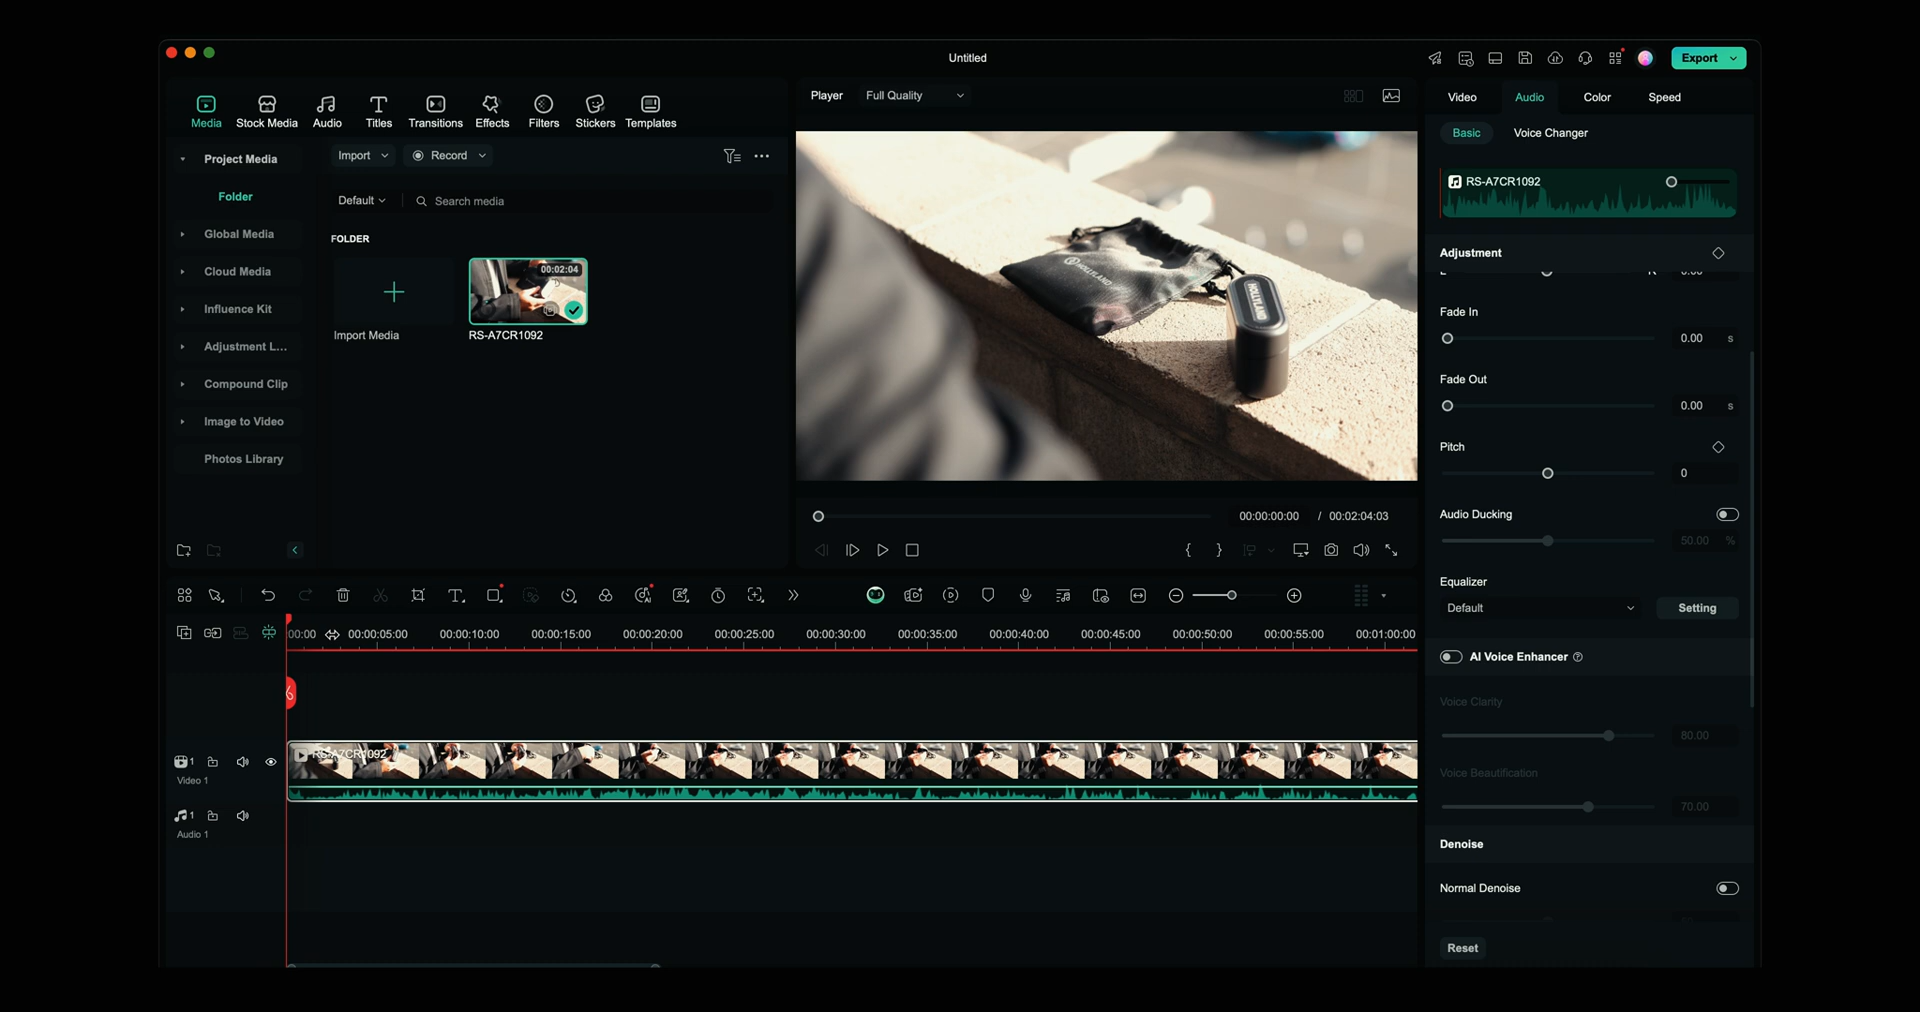 Untitled
Export
Media
Stock Media
Audio
Titles
Transitions
Effects
Filters
Stickers
Templates
Player
Full Quality
Video
Audio
Color
Speed
Basic
Voice Changer
Project Media
Folder
Global Media
Cloud Media
Influence Kit
Adjustment L...
Compound Clip
Image to Video
Photos Library
Import
Record
Default
Search media
FOLDER
Import Media
00:02:04
RS-A7CR1092
HOLLYLAND
HOLLYLAND
00:00:00:00 / 00:02:04:03
RS-A7CR1092
Adjustment
Fade In
0.00 s
Fade Out
0.00 s
Pitch
0
Audio Ducking
50.00 %
Equalizer
Default
Setting
AI Voice Enhancer
Voice Clarity
80.00
Voice Beautification
70.00
Denoise
Normal Denoise
Reset
00:00 00:00:05:00 00:00:10:00 00:00:15:00 00:00:20:00 00:00:25:00 00:00:30:00 00:00:35:00 00:00:40:00 00:00:45:00 00:00:50:00 00:00:55:00 00:01:00:00
RS-A7CR1092
1
Video 1
1
Audio 1